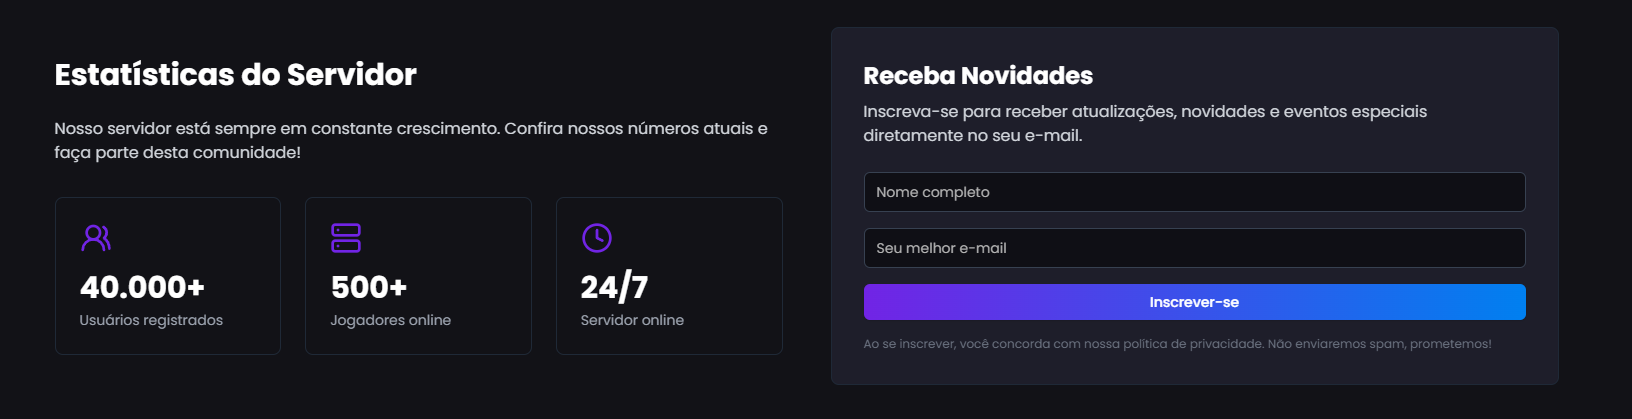 Estatísticas do Servidor
Nosso servidor está sempre em constante crescimento. Confira nossos números atuais e
faça parte desta comunidade!
40.000+
Usuários registrados
500+
Jogadores online
24/7
Servidor online
Receba Novidades
Inscreva-se para receber atualizações, novidades e eventos especiais
diretamente no seu e-mail.
Nome completo
Seu melhor e-mail
Inscrever-se
Ao se inscrever, você concorda com nossa política de privacidade. Não enviaremos spam, prometemos!